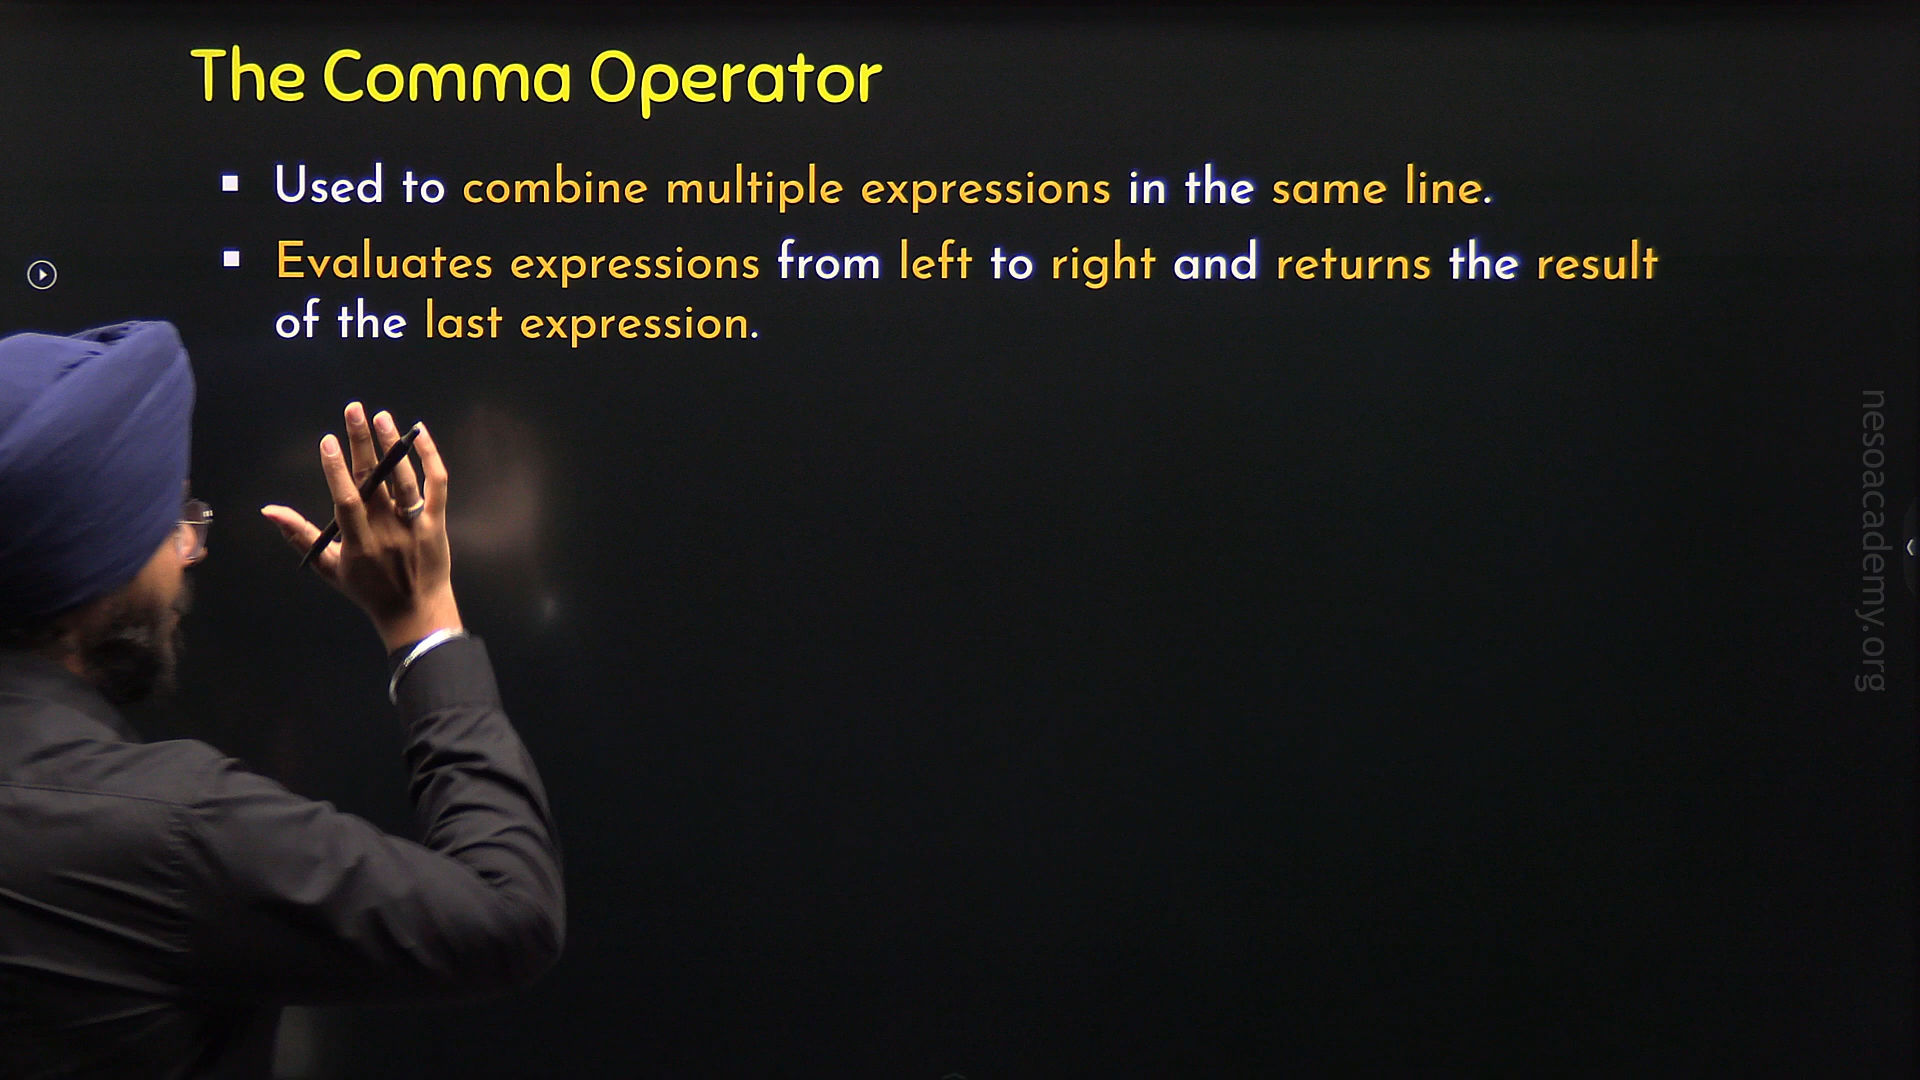 The Comma Operator
▪ Used to combine multiple expressions in the same line.
▪ Evaluates expressions from left to right and returns the result
of the last expression.
nesoacademy.org